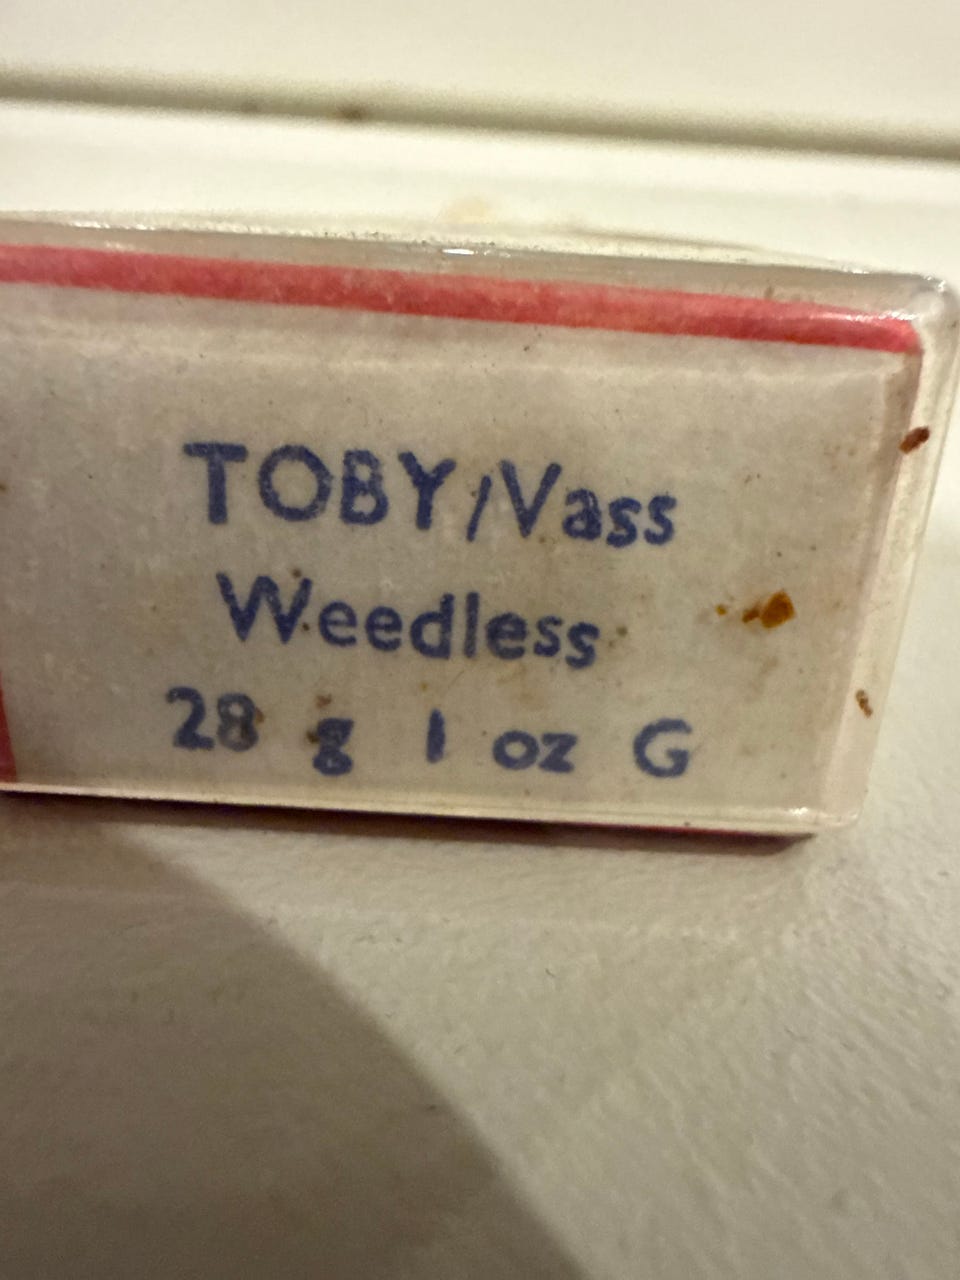 TOBY/Vass
Weedless
28 g 1 oz G